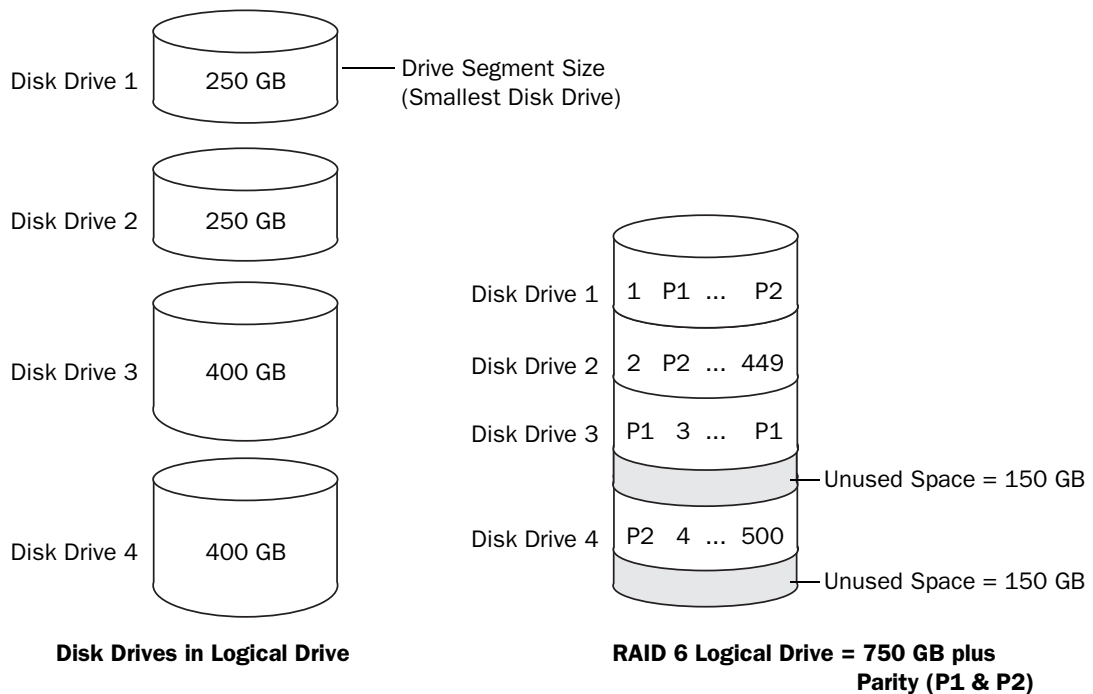 Disk Drive 1
250 GB
Drive Segment Size
(Smallest Disk Drive)
Disk Drive 2
250 GB
Disk Drive 3
400 GB
Disk Drive 4
400 GB
Disk Drives in Logical Drive
Disk Drive 1
1 P1 ... P2
Disk Drive 2
2 P2 ... 449
Disk Drive 3
P1 3 ... P1
Unused Space = 150 GB
Disk Drive 4
P2 4 ... 500
Unused Space = 150 GB
RAID 6 Logical Drive = 750 GB plus
Parity (P1 & P2)